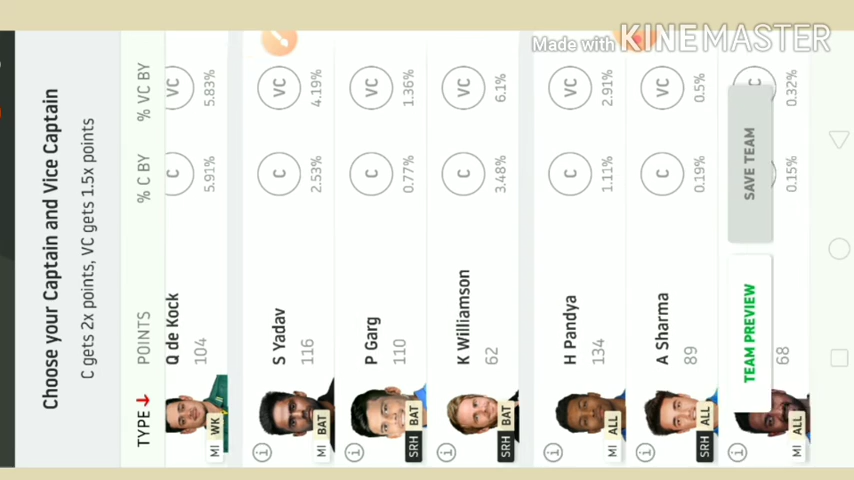 Made with KINEMASTER
Choose your Captain and Vice Captain
C gets 2x points, VC gets 1.5x points
TYPE POINTS % C BY % VC BY
Q de Kock
MI WK 104 C 5.91% VC 5.83%
S Yadav
MI BAT 116 C 2.53% VC 4.19%
P Garg
SRH BAT 110 C 0.77% VC 1.36%
K Williamson
SRH BAT 62 C 3.48% VC 6.1%
H Pandya
MI ALL 134 C 1.11% VC 2.91%
A Sharma
SRH ALL 89 C 0.19% VC 0.5%
TEAM PREVIEW SAVE TEAM
MI ALL 68 0.15% C 0.32%